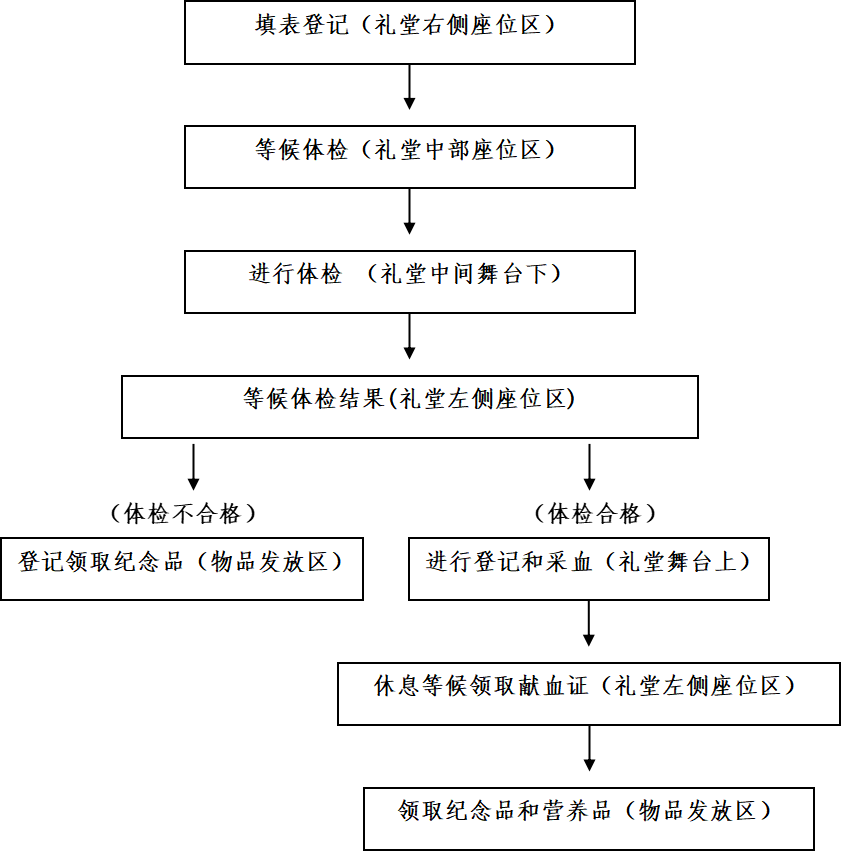 填表登记（礼堂右侧座位区）
等候体检（礼堂中部座位区）
进行体检 （礼堂中间舞台下）
等候体检结果(礼堂左侧座位区)
（体检不合格）
（体检合格）
登记领取纪念品（物品发放区）
进行登记和采血（礼堂舞台上）
休息等候领取献血证（礼堂左侧座位区）
领取纪念品和营养品（物品发放区）